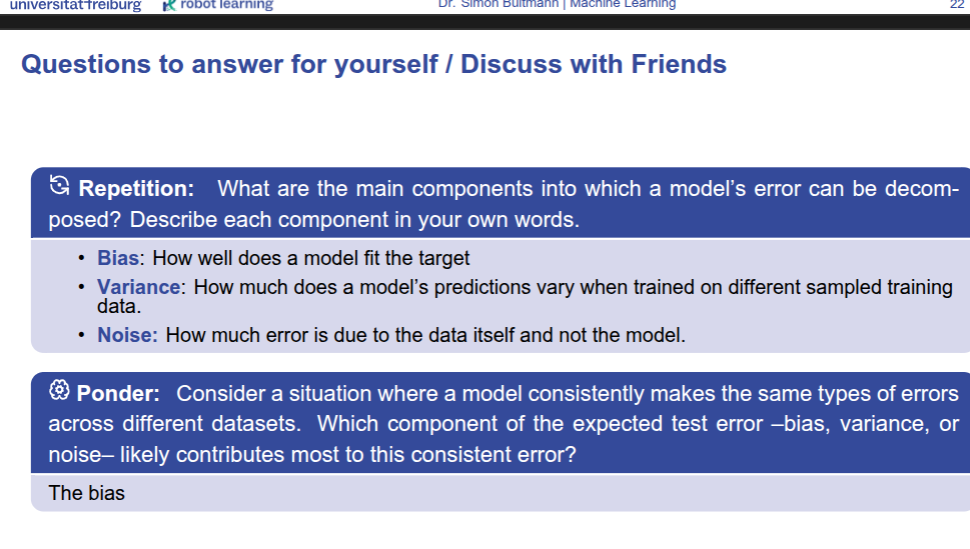 universität freiburg robot learning Dr. Simon Bultmann | Machine Learning 22
Questions to answer for yourself / Discuss with Friends
Repetition: What are the main components into which a model's error can be decom-
posed? Describe each component in your own words.
• Bias: How well does a model fit the target
• Variance: How much does a model's predictions vary when trained on different sampled training
data.
• Noise: How much error is due to the data itself and not the model.
Ponder: Consider a situation where a model consistently makes the same types of errors
across different datasets. Which component of the expected test error –bias, variance, or
noise– likely contributes most to this consistent error?
The bias